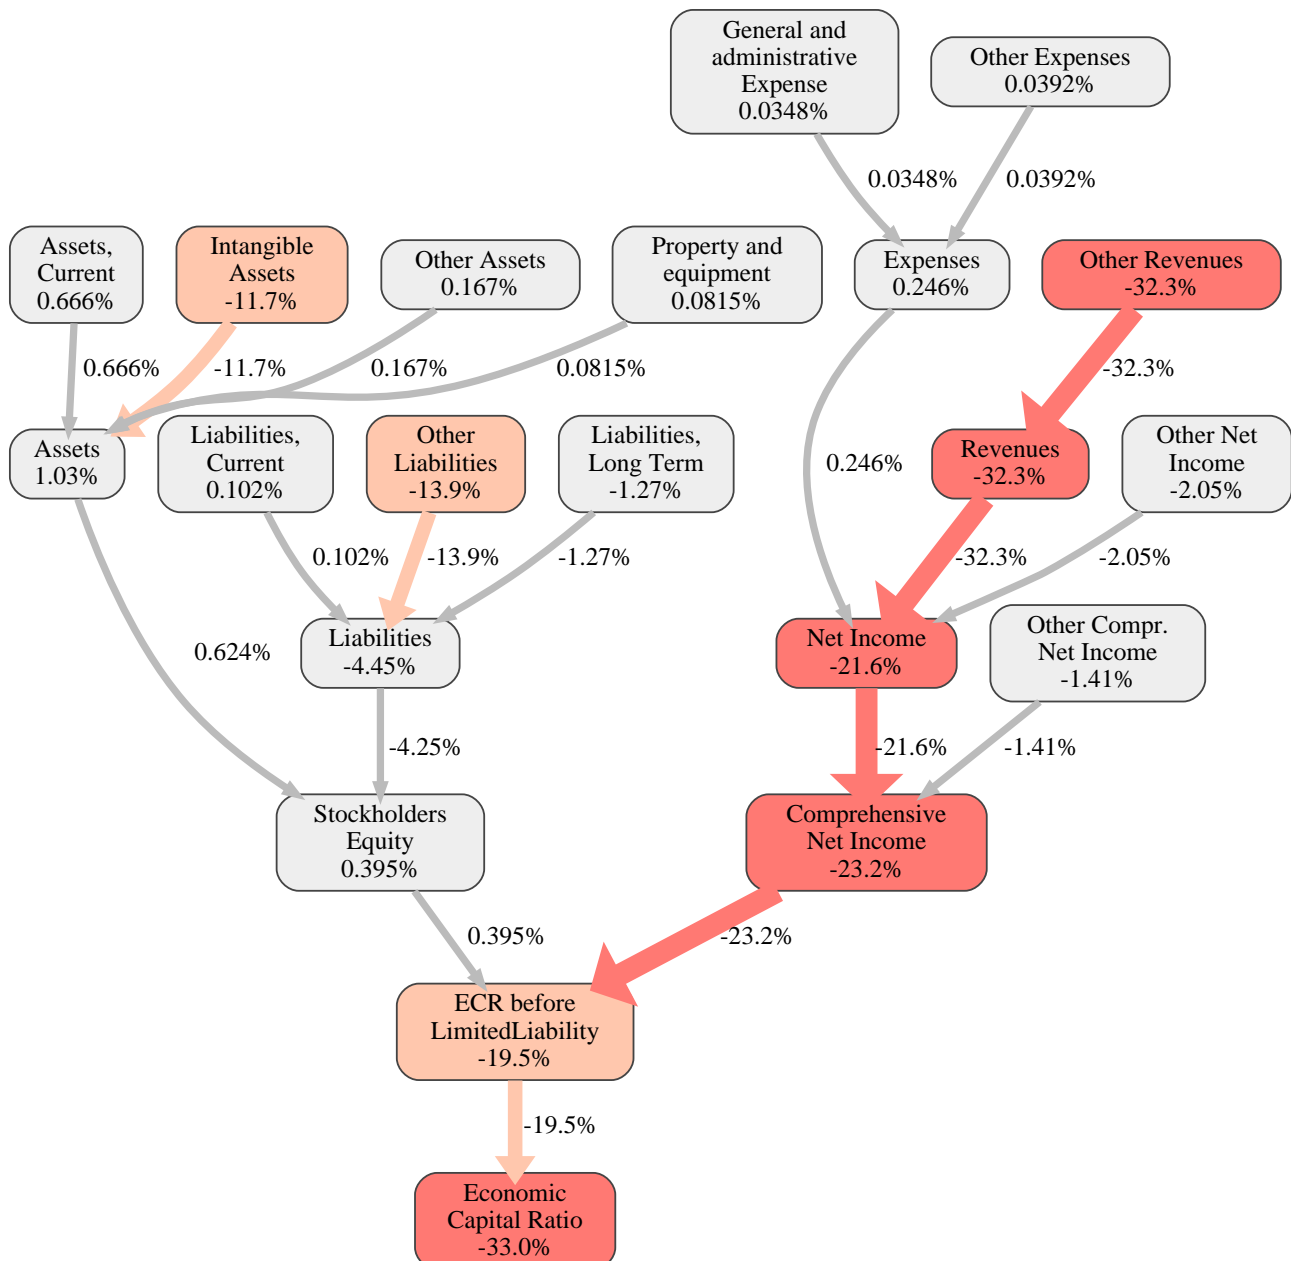 General and
administrative
Expense
0.0348%
Other Expenses
0.0392%
0.0348%
0.0392%
Assets,
Current
0.666%
Intangible
Assets
-11.7%
Other Assets
0.167%
Property and
equipment
0.0815%
Expenses
0.246%
Other Revenues
-32.3%
0.666%
-11.7%
0.167%
0.0815%
-32.3%
Assets
1.03%
Liabilities,
Current
0.102%
Other
Liabilities
-13.9%
Liabilities,
Long Term
-1.27%
0.246%
Revenues
-32.3%
Other Net
Income
-2.05%
0.102%
-13.9%
-1.27%
-32.3%
-2.05%
0.624%
Liabilities
-4.45%
Net Income
-21.6%
Other Compr.
Net Income
-1.41%
-4.25%
-21.6%
-1.41%
Stockholders
Equity
0.395%
Comprehensive
Net Income
-23.2%
0.395%
-23.2%
ECR before
LimitedLiability
-19.5%
-19.5%
Economic
Capital Ratio
-33.0%